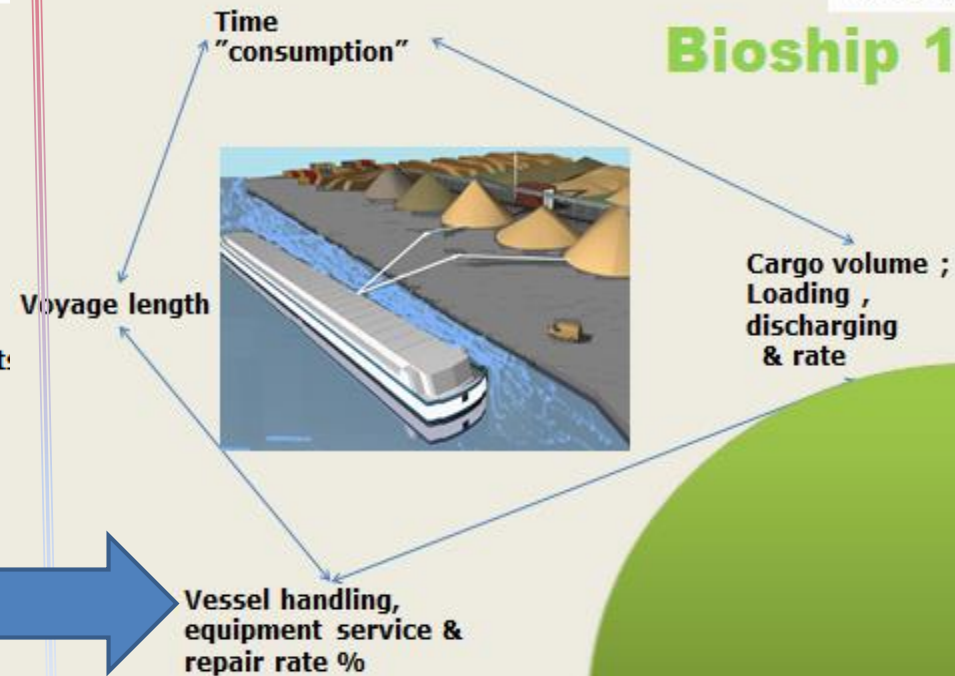 Time
"consumption"
Bioship 1
Voyage length
Cargo volume ;
Loading ,
discharging
& rate
Vessel handling,
equipment service &
repair rate %